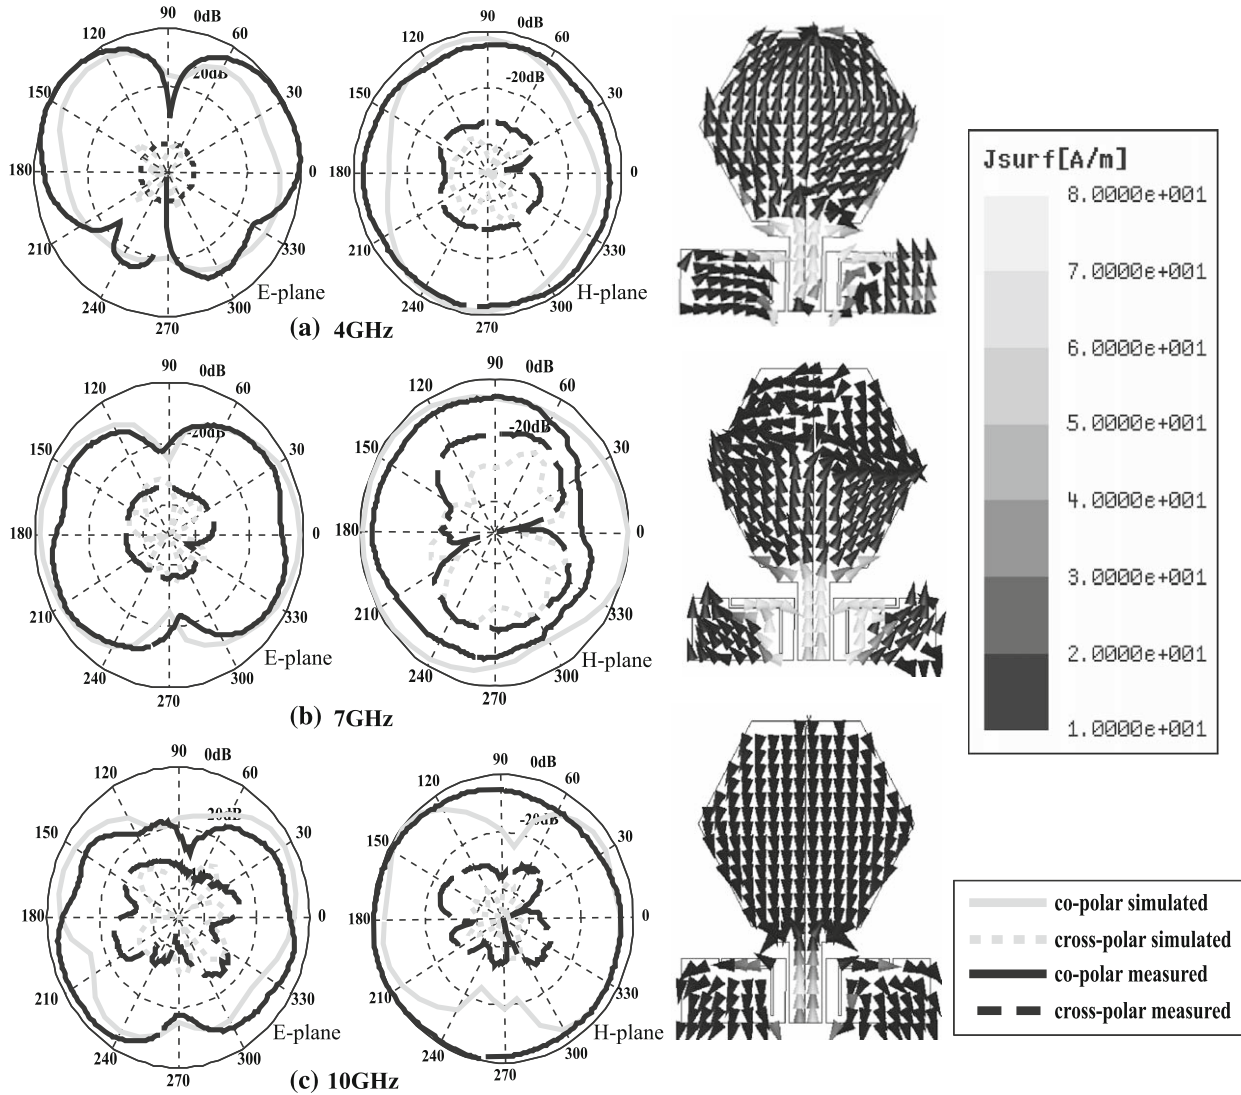 90
0dB
120
60
20dB
150
30
180
0
210
330
240
300
270
E-plane
90
0dB
120
60
-20dB
150
30
180
0
210
330
240
300
270
H-plane
(a) 4GHz
90
0dB
120
60
-20dB
150
30
180
0
210
330
240
300
270
E-plane
90
0dB
120
60
-20dB
150
30
180
0
210
330
240
300
270
H-plane
(b) 7GHz
90
0dB
120
60
-20dB
150
30
180
0
210
330
240
300
270
E-plane
90
0dB
120
60
-20dB
150
30
180
0
210
330
240
300
270
H-plane
(c) 10GHz
Jsurf[A/m]
8.0000e+001
7.0000e+001
6.0000e+001
5.0000e+001
4.0000e+001
3.0000e+001
2.0000e+001
1.0000e+001
co-polar simulated
cross-polar simulated
co-polar measured
cross-polar measured